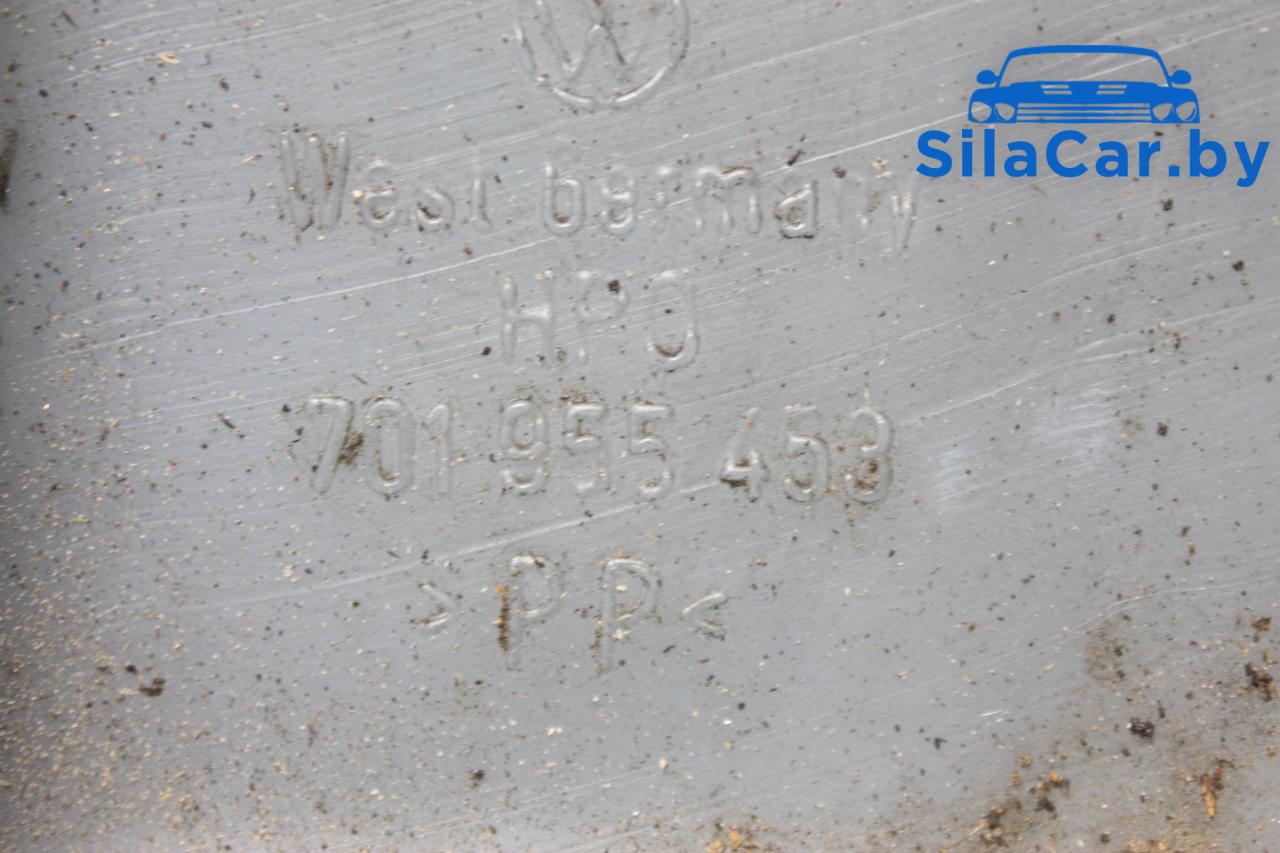 SilaCar.by
West Germany
HPO
701 955 453
>PP<